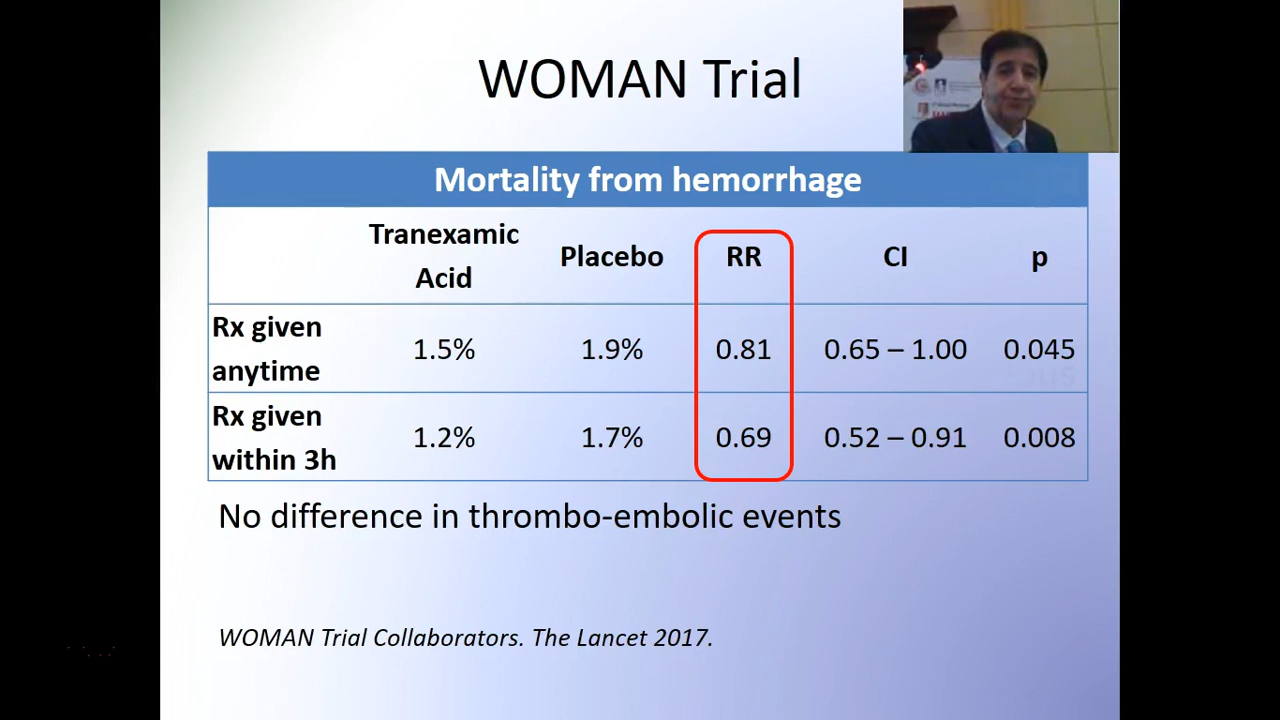 WOMAN Trial
Mortality from hemorrhage
Tranexamic Acid Placebo RR CI p
Rx given anytime 1.5% 1.9% 0.81 0.65 – 1.00 0.045
Rx given within 3h 1.2% 1.7% 0.69 0.52 – 0.91 0.008
No difference in thrombo-embolic events
WOMAN Trial Collaborators. The Lancet 2017.